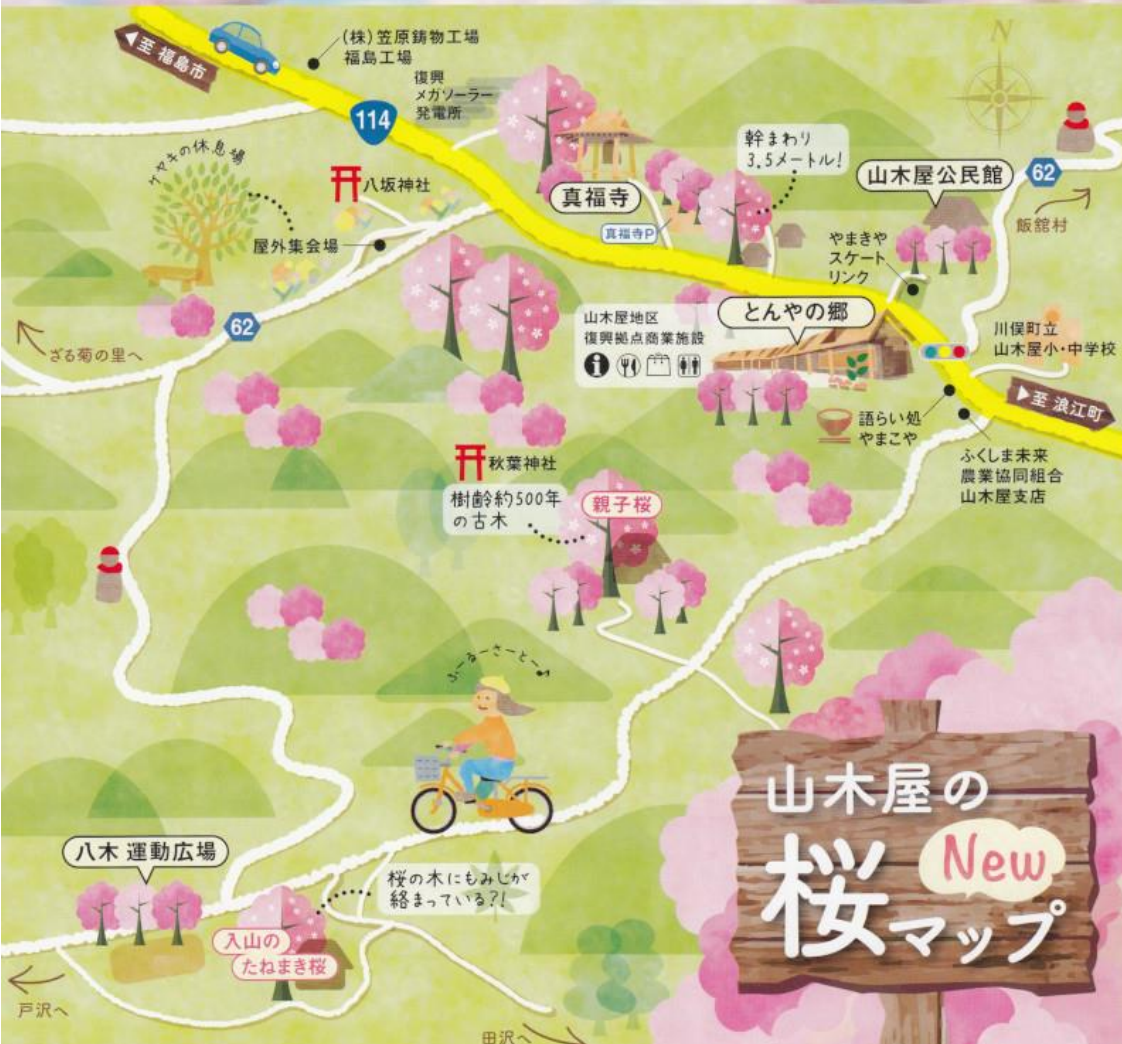 至 福島市
(株)笠原鋳物工場
福島工場
復興
メガソーラー
発電所
114
N
ケヤキの休息場
八坂神社
屋外集会場
真福寺
真福寺P
幹まわり
3.5メートル!
山木屋公民館
62
飯舘村
やまきや
スケート
リンク
62
ざる菊の里へ
山木屋地区
復興拠点商業施設
とんやの郷
川俣町立
山木屋小・中学校
至 浪江町
語らい処
やまこや
ふくしま未来
農業協同組合
山木屋支店
秋葉神社
樹齢約500年
の古木
親子桜
ふーるーさーとー♪
八木 運動広場
桜の木にもみじが
絡まっている?!
入山の
たねまき桜
戸沢へ
田沢へ
山木屋の
桜
New
マップ